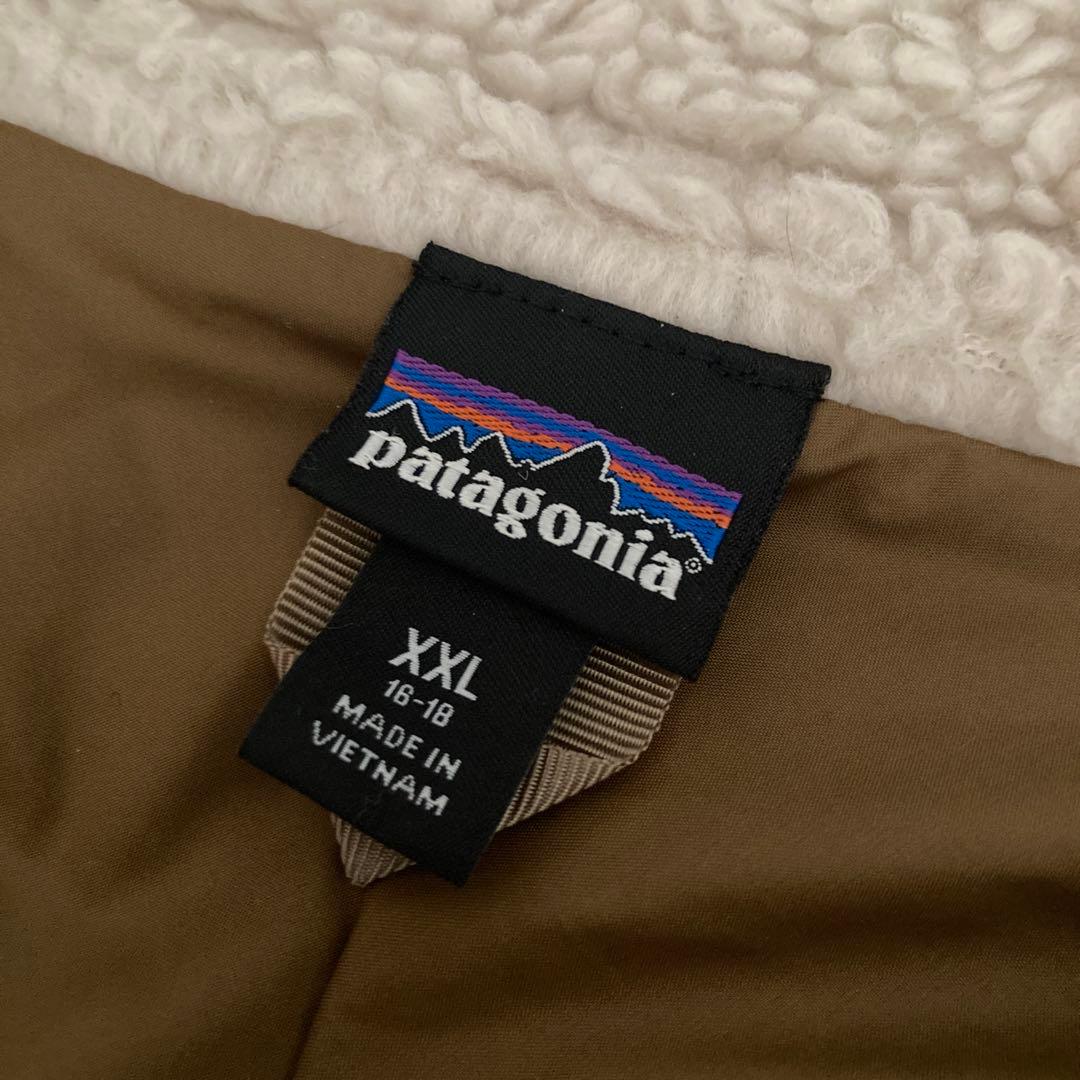 patagonia®
XXL
16-18
MADE IN
VIETNAM